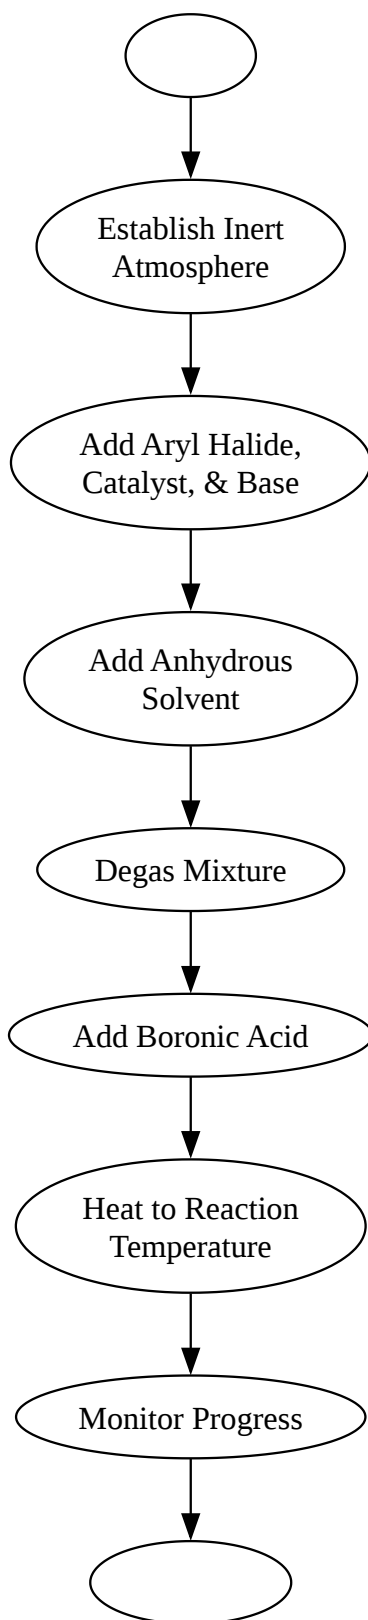 Establish Inert
Atmosphere
Add Aryl Halide,
Catalyst, & Base
Add Anhydrous
Solvent
Degas Mixture
Add Boronic Acid
Heat to Reaction
Temperature
Monitor Progress